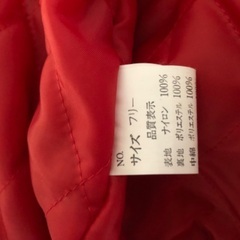 NO.
サイズ フリー
品質表示
表地 ナイロン 100%
裏地 ポリエステル 100%
中綿 ポリエステル 100%